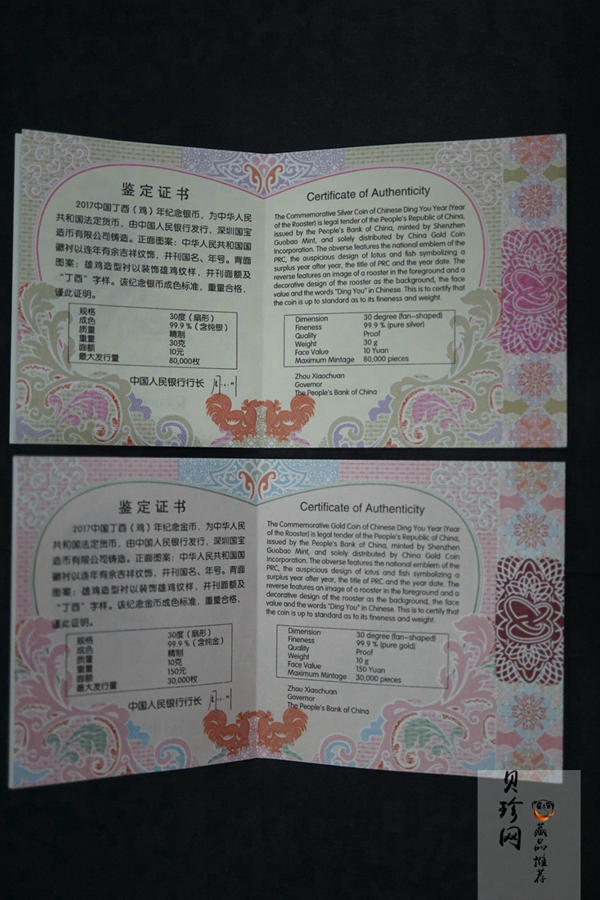 鉴定证书
2017中国丁酉（鸡）年纪念银币，为中华人民
共和国法定货币，由中国人民银行发行，深圳国宝
造币有限公司铸造。正面图案：中华人民共和国国
徽衬以连年有余吉祥纹饰，并刊国名、年号。背面
图案：雄鸡造型衬以装饰雄鸡纹样，并刊面额及
“丁酉”字样。该纪念银币成色标准，重量合格，
谨此证明。
规格 30度（扇形）
成色 99.9％（含纯银）
质量 精制
重量 30克
面额 10元
最大发行量 80,000枚
中国人民银行行长
Certificate of Authenticity
The Commemorative Silver Coin of Chinese Ding You Year (Year
of the Rooster) is legal tender of the People's Republic of China,
issued by the People's Bank of China, minted by Shenzhen
Guobao Mint, and solely distributed by China Gold Coin
Incorporation. The obverse features the national emblem of the
PRC, the auspicious design of lotus and fish symbolizing a
surplus year after year, the title of PRC and the year date. The
reverse features an image of a rooster in the foreground and a
decorative design of the rooster as the background, the face
value and the words "Ding You" in Chinese. This is to certify that
the coin is up to standard as to its fineness and weight.
Dimension 30 degree (fan-shaped)
Fineness 99.9 % (pure silver)
Quality Proof
Weight 30 g
Face Value 10 Yuan
Maximum Mintage 80,000 pieces
Zhou Xiaochuan
Governor
The People's Bank of China
鉴定证书
2017中国丁酉（鸡）年纪念金币，为中华人民
共和国法定货币，由中国人民银行发行，深圳国宝
造币有限公司铸造。正面图案：中华人民共和国国
徽衬以连年有余吉祥纹饰，并刊国名、年号。背面
图案：雄鸡造型衬以装饰雄鸡纹样，并刊面额及
“丁酉”字样。该纪念金币成色标准，重量合格，
谨此证明。
规格 30度（扇形）
成色 99.9％（含纯金）
质量 精制
重量 10克
面额 150元
最大发行量 30,000枚
中国人民银行行长
Certificate of Authenticity
The Commemorative Gold Coin of Chinese Ding You Year (Year
of the Rooster) is legal tender of the People's Republic of China,
issued by the People's Bank of China, minted by Shenzhen
Guobao Mint, and solely distributed by China Gold Coin
Incorporation. The obverse features the national emblem of the
PRC, the auspicious design of lotus and fish symbolizing a
surplus year after year, the title of PRC and the year date. The
reverse features an image of a rooster in the foreground and a
decorative design of the rooster as the background, the face
value and the words "Ding You" in Chinese. This is to certify that
the coin is up to standard as to its fineness and weight.
Dimension 30 degree (fan-shaped)
Fineness 99.9 % (pure gold)
Quality Proof
Weight 10 g
Face Value 150 Yuan
Maximum Mintage 30,000 pieces
Zhou Xiaochuan
Governor
The People's Bank of China
贝珍网
藏品推荐